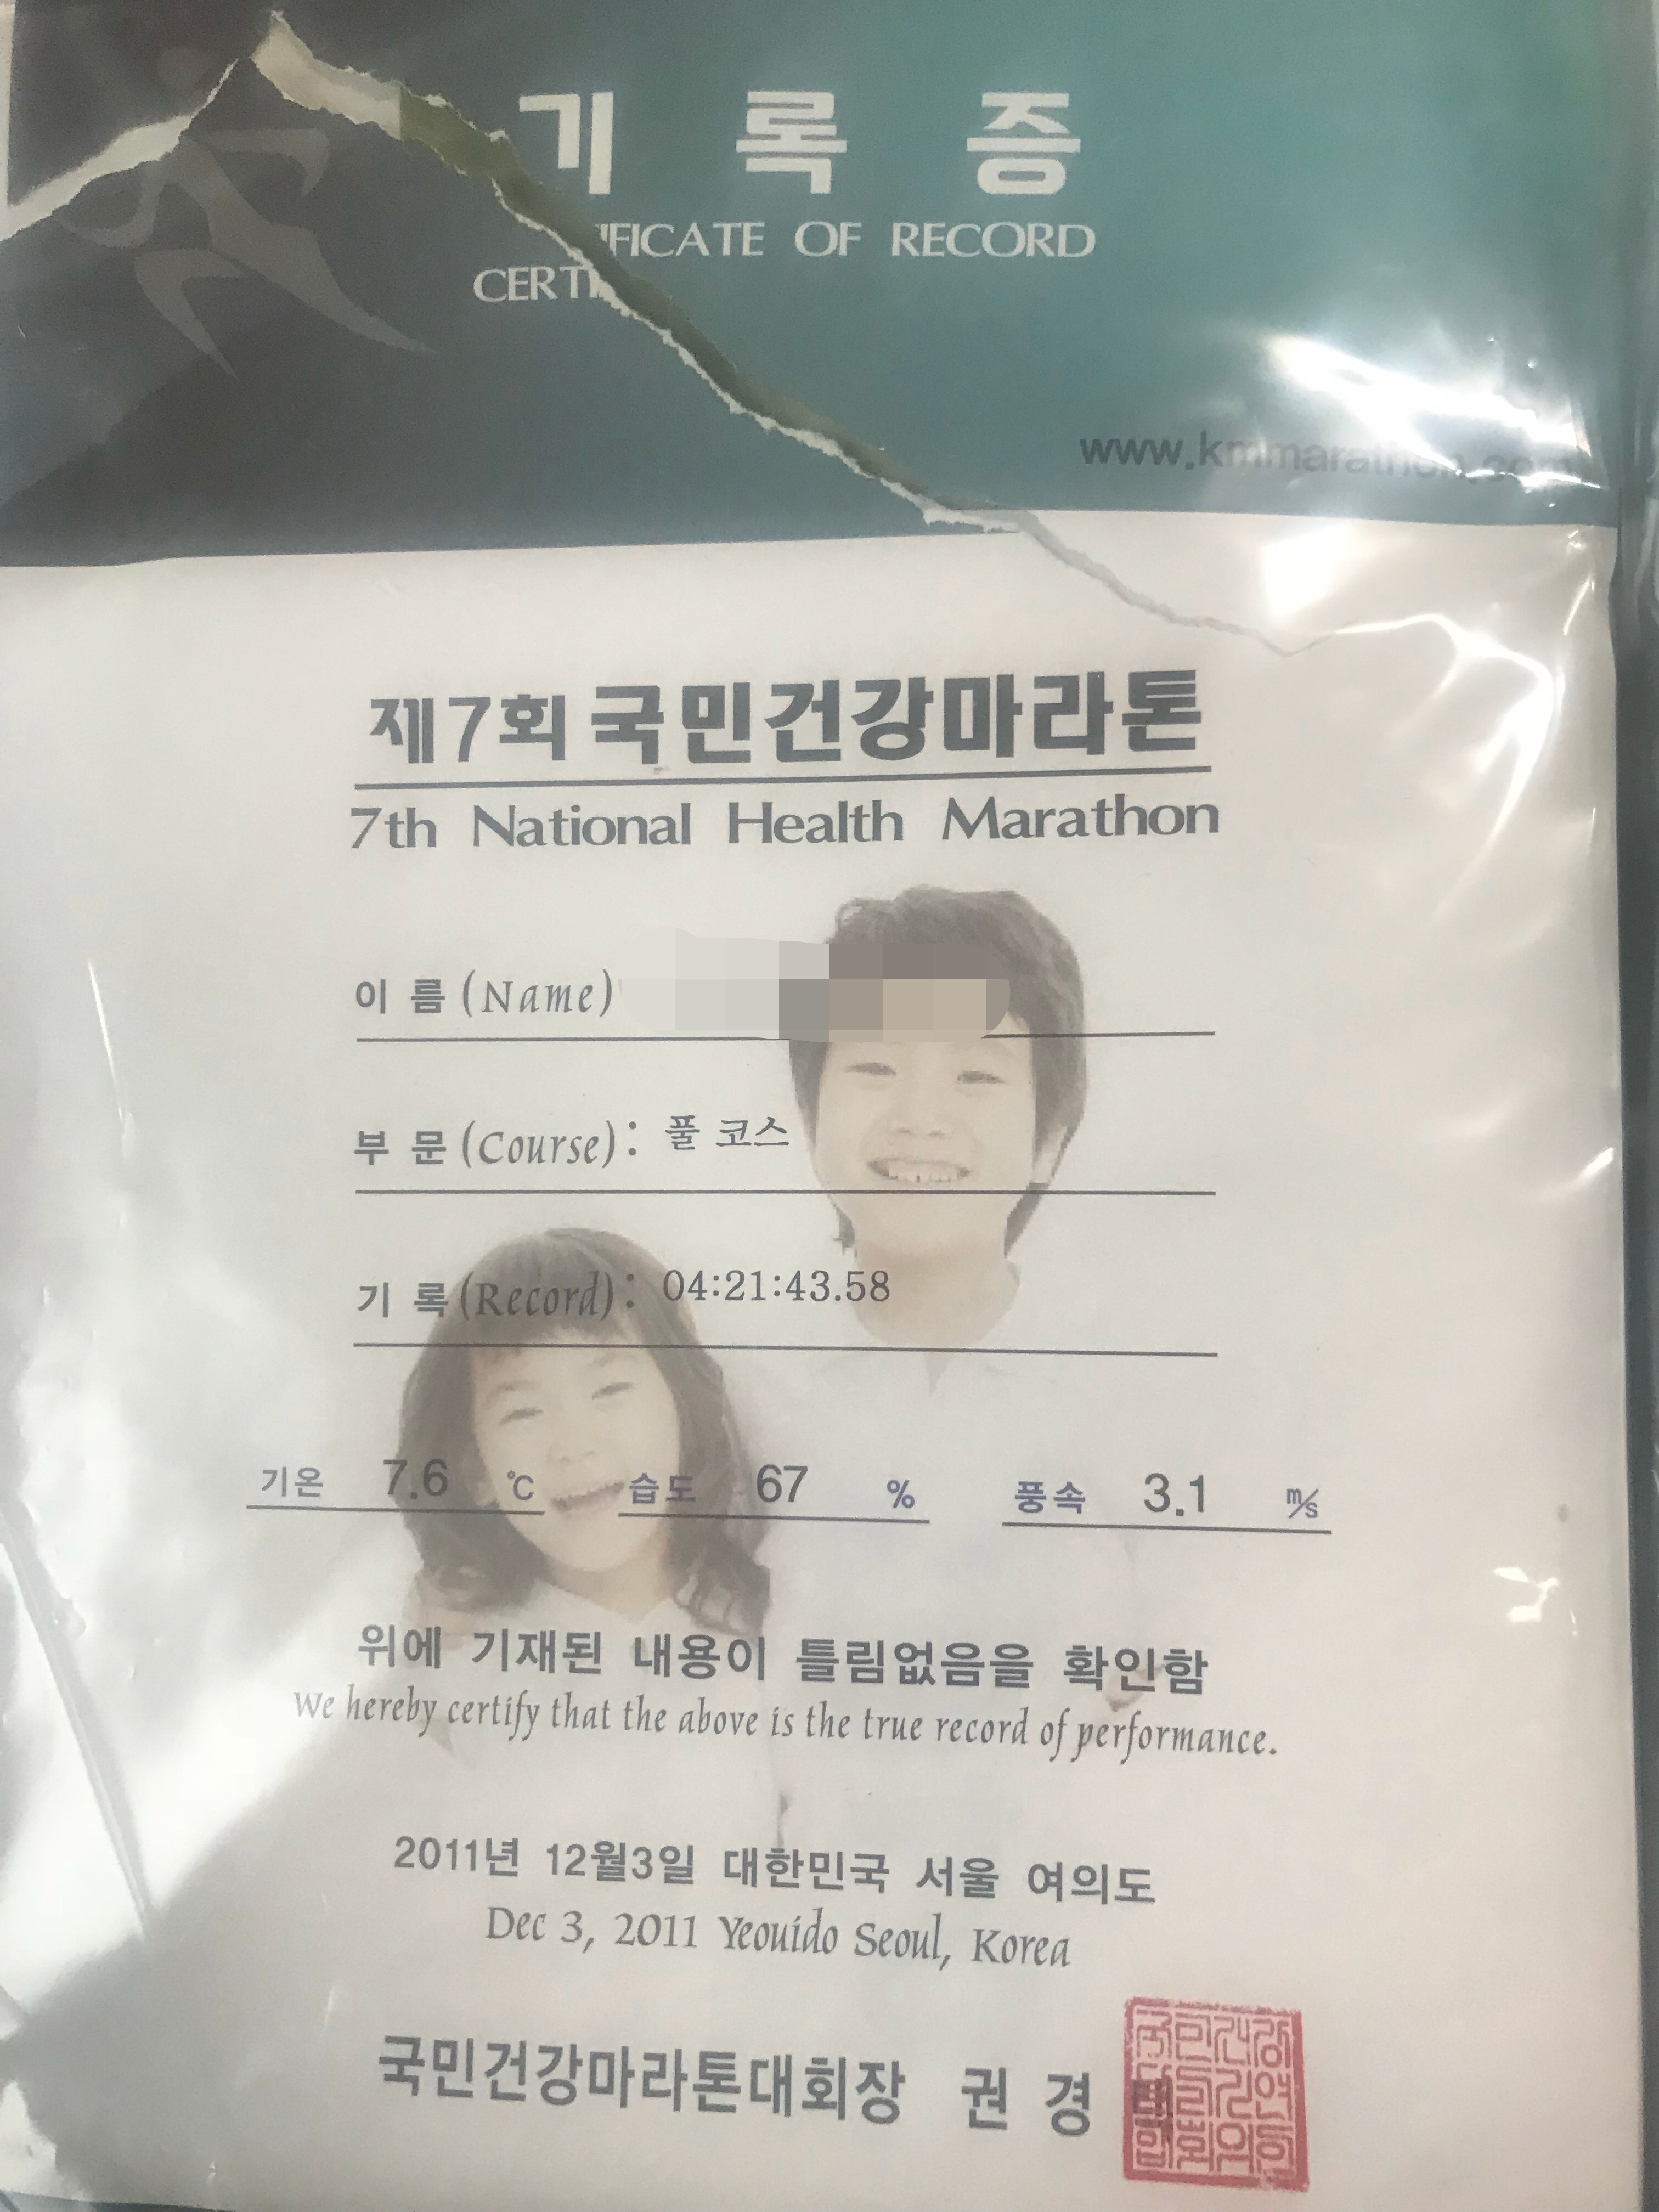 기 록 증
CERTIFICATE OF RECORD
www.kmmarathon.com
제7회 국민건강마라톤
7th National Health Marathon
이 름 (Name)
부 문 (Course) : 풀 코스
기 록 (Record) : 04:21:43.58
기온 7.6 ℃ 습도 67 % 풍속 3.1 m/s
위에 기재된 내용이 틀림없음을 확인함
We hereby certify that the above is the true record of performance.
2011년 12월3일 대한민국 서울 여의도
Dec 3, 2011 Yeouido Seoul, Korea
국민건강마라톤대회장 권 경